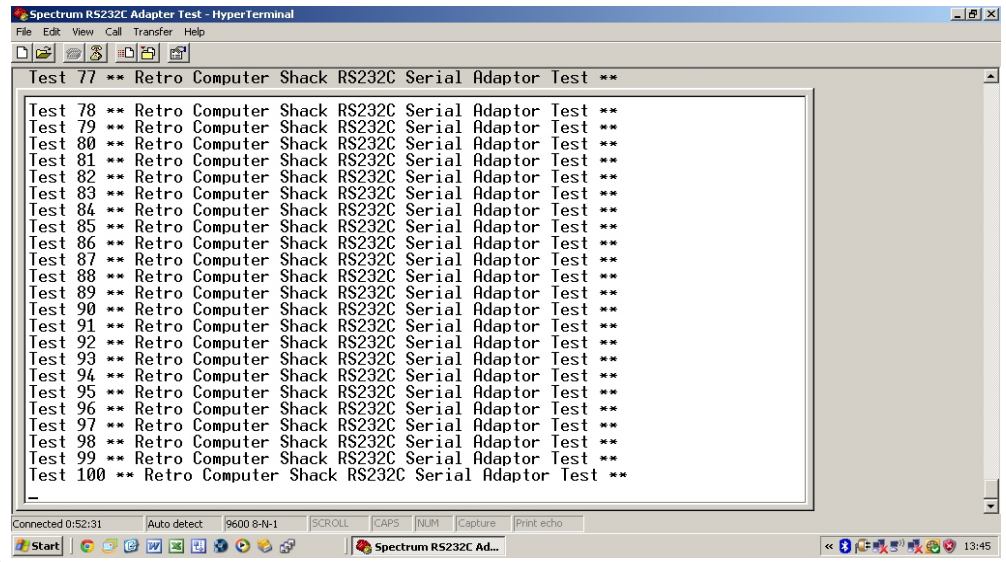 Spectrum RS232C Adapter Test - HyperTerminal
File Edit View Call Transfer Help
Test 77 ** Retro Computer Shack RS232C Serial Adaptor Test **
Test 78 ** Retro Computer Shack RS232C Serial Adaptor Test **
Test 79 ** Retro Computer Shack RS232C Serial Adaptor Test **
Test 80 ** Retro Computer Shack RS232C Serial Adaptor Test **
Test 81 ** Retro Computer Shack RS232C Serial Adaptor Test **
Test 82 ** Retro Computer Shack RS232C Serial Adaptor Test **
Test 83 ** Retro Computer Shack RS232C Serial Adaptor Test **
Test 84 ** Retro Computer Shack RS232C Serial Adaptor Test **
Test 85 ** Retro Computer Shack RS232C Serial Adaptor Test **
Test 86 ** Retro Computer Shack RS232C Serial Adaptor Test **
Test 87 ** Retro Computer Shack RS232C Serial Adaptor Test **
Test 88 ** Retro Computer Shack RS232C Serial Adaptor Test **
Test 89 ** Retro Computer Shack RS232C Serial Adaptor Test **
Test 90 ** Retro Computer Shack RS232C Serial Adaptor Test **
Test 91 ** Retro Computer Shack RS232C Serial Adaptor Test **
Test 92 ** Retro Computer Shack RS232C Serial Adaptor Test **
Test 93 ** Retro Computer Shack RS232C Serial Adaptor Test **
Test 94 ** Retro Computer Shack RS232C Serial Adaptor Test **
Test 95 ** Retro Computer Shack RS232C Serial Adaptor Test **
Test 96 ** Retro Computer Shack RS232C Serial Adaptor Test **
Test 97 ** Retro Computer Shack RS232C Serial Adaptor Test **
Test 98 ** Retro Computer Shack RS232C Serial Adaptor Test **
Test 99 ** Retro Computer Shack RS232C Serial Adaptor Test **
Test 100 ** Retro Computer Shack RS232C Serial Adaptor Test **
_
Connected 0:52:31 Auto detect 9600 8-N-1 SCROLL CAPS NUM Capture Print echo
Start Spectrum RS232C Ad... « 13:45